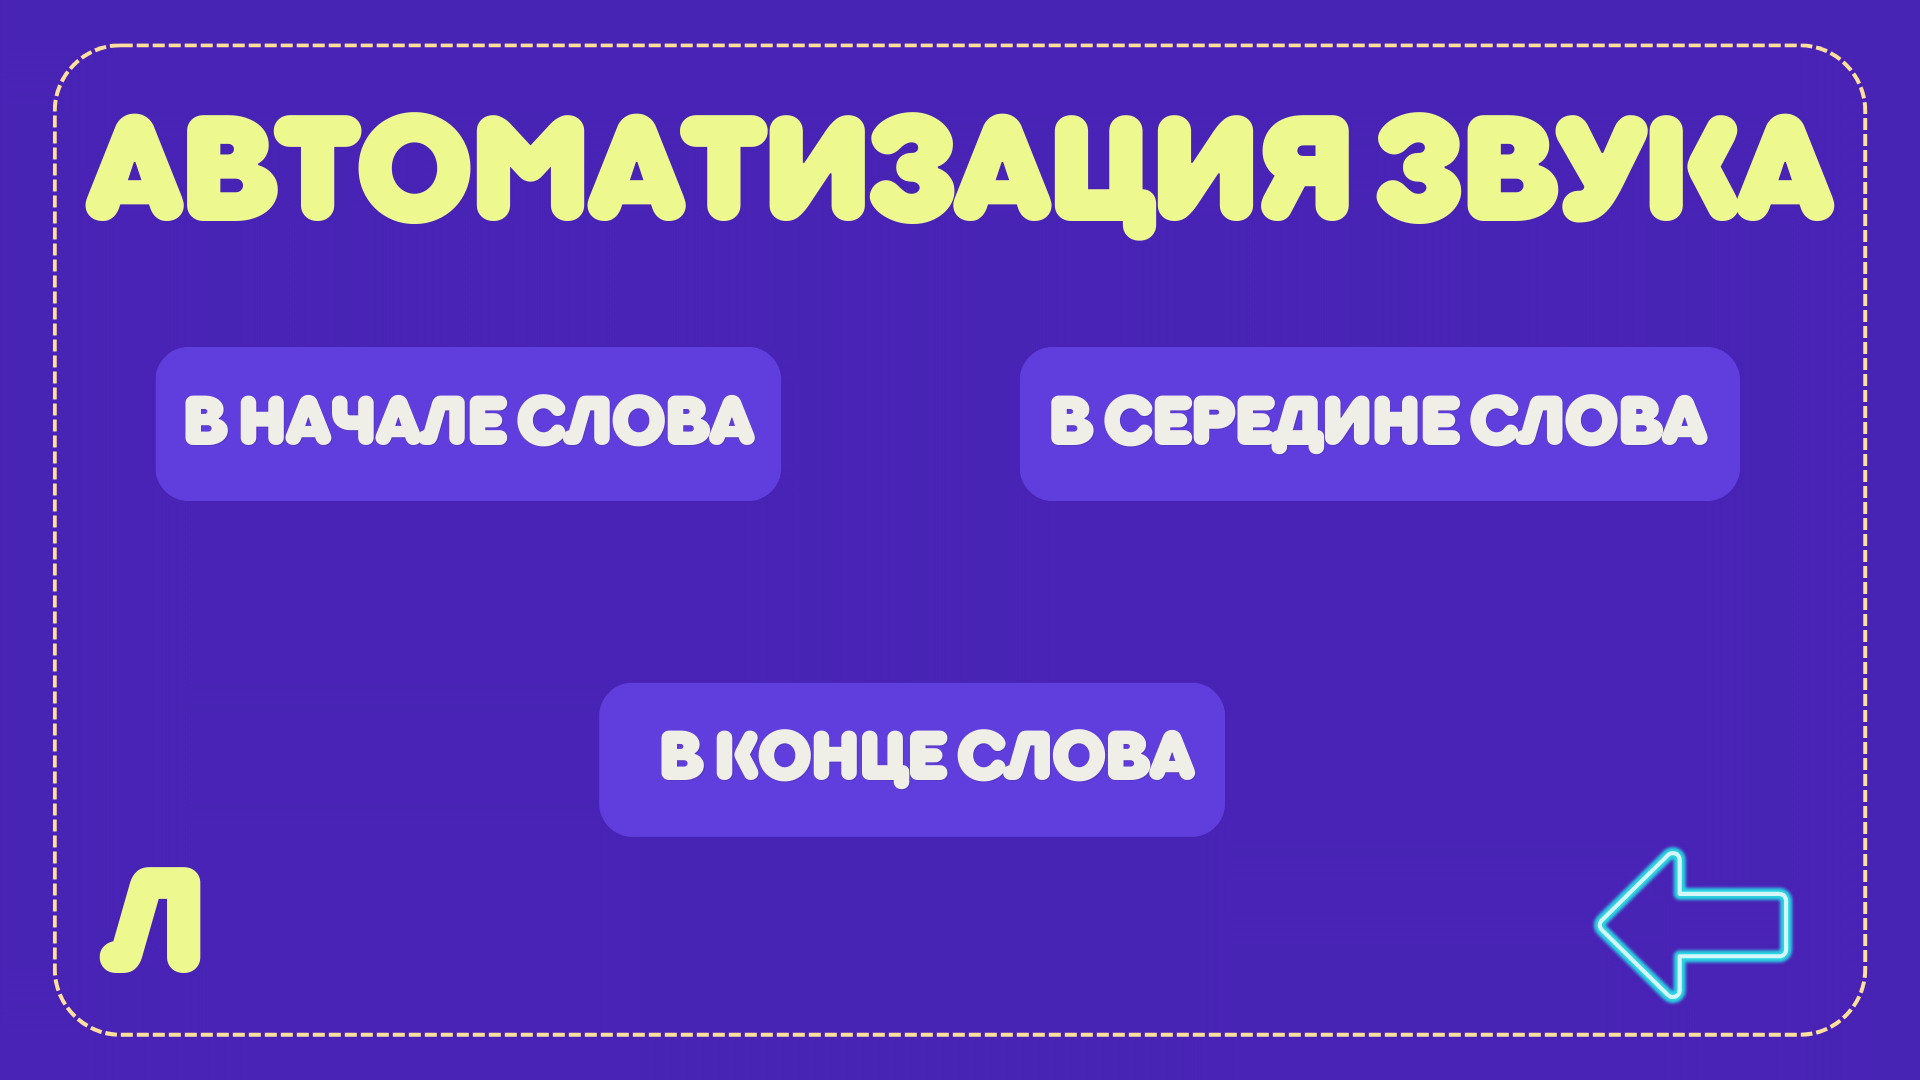 АВТОМАТИЗАЦИЯ ЗВУКА
В НАЧАЛЕ СЛОВА
В СЕРЕДИНЕ СЛОВА
В КОНЦЕ СЛОВА
Л